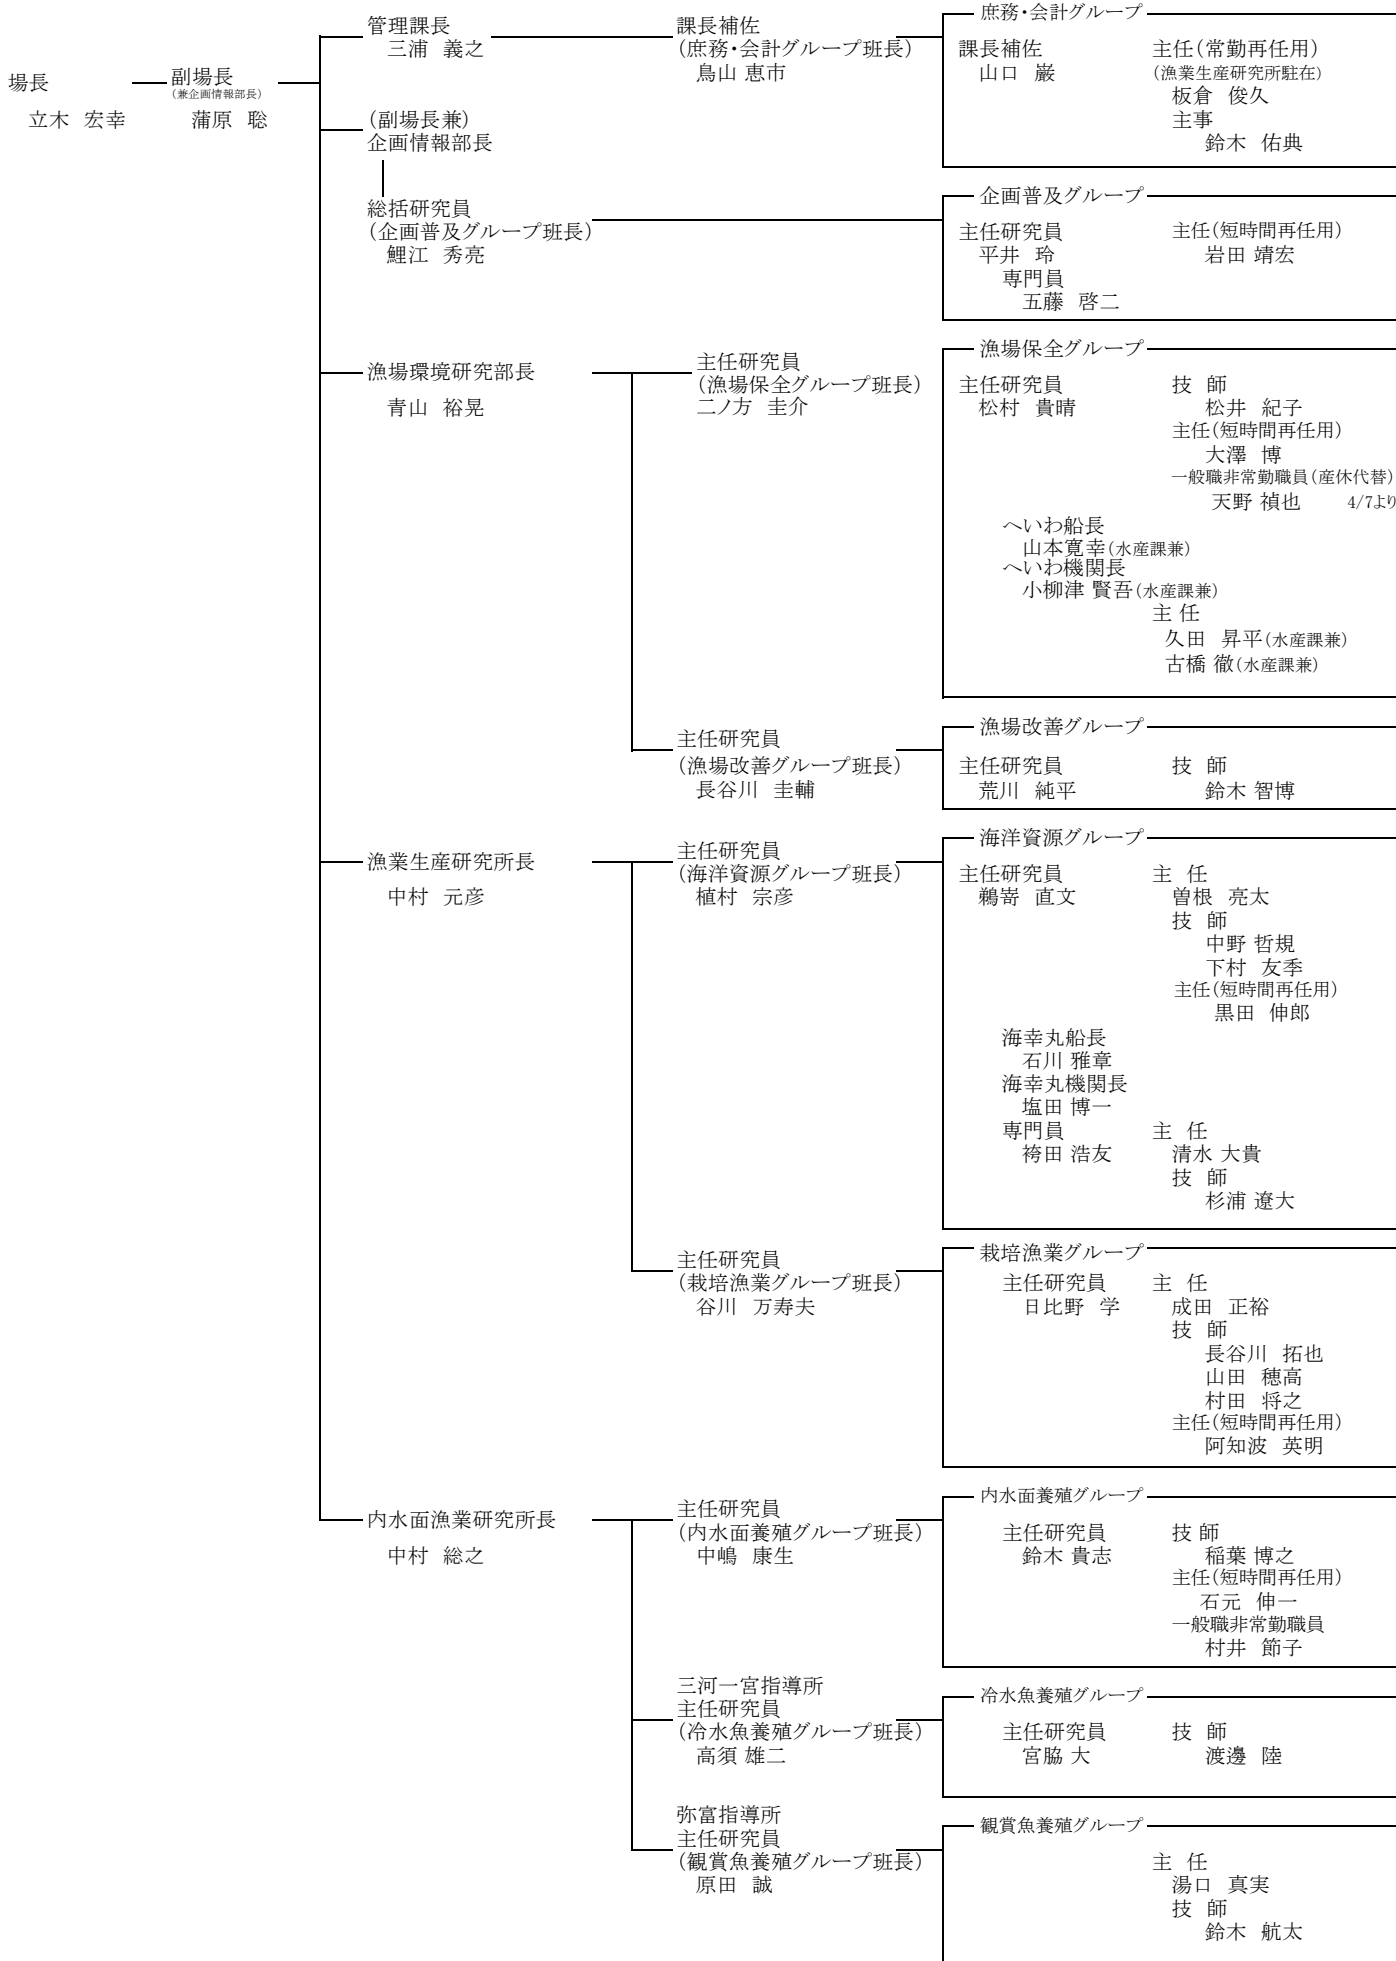 場長
立木 宏幸
副場長
(兼企画情報部長)
蒲原 聡
管理課長
三浦 義之
課長補佐
(庶務・会計グループ班長)
鳥山 恵市
庶務・会計グループ
課長補佐 主任(常勤再任用)
山口 巌 (漁業生産研究所駐在)
板倉 俊久
主事
鈴木 佑典
(副場長兼)
企画情報部長
総括研究員
(企画普及グループ班長)
鯉江 秀亮
企画普及グループ
主任研究員 主任(短時間再任用)
平井 玲 岩田 靖宏
専門員
五藤 啓二
漁場環境研究部長
青山 裕晃
主任研究員
(漁場保全グループ班長)
二ノ方 圭介
漁場保全グループ
主任研究員 技 師
松村 貴晴 松井 紀子
主任(短時間再任用)
大澤 博
一般職非常勤職員(産休代替)
天野 禎也 4/7より
へいわ船長
山本寛幸(水産課兼)
へいわ機関長
小柳津 賢吾(水産課兼)
主 任
久田 昇平(水産課兼)
古橋 徹(水産課兼)
主任研究員
(漁場改善グループ班長)
長谷川 圭輔
漁場改善グループ
主任研究員 技 師
荒川 純平 鈴木 智博
漁業生産研究所長
中村 元彦
主任研究員
(海洋資源グループ班長)
植村 宗彦
海洋資源グループ
主任研究員 主 任
鵜嵜 直文 曽根 亮太
技 師
中野 哲規
下村 友季
主任(短時間再任用)
黒田 伸郎
海幸丸船長
石川 雅章
海幸丸機関長
塩田 博一
専門員 主 任
袴田 浩友 清水 大貴
技 師
杉浦 遼大
主任研究員
(栽培漁業グループ班長)
谷川 万寿夫
栽培漁業グループ
主任研究員 主 任
日比野 学 成田 正裕
技 師
長谷川 拓也
山田 穂高
村田 将之
主任(短時間再任用)
阿知波 英明
内水面漁業研究所長
中村 総之
主任研究員
(内水面養殖グループ班長)
中嶋 康生
内水面養殖グループ
主任研究員 技 師
鈴木 貴志 稲葉 博之
主任(短時間再任用)
石元 伸一
一般職非常勤職員
村井 節子
三河一宮指導所
主任研究員
(冷水魚養殖グループ班長)
高須 雄二
冷水魚養殖グループ
主任研究員 技 師
宮脇 大 渡邊 陸
弥富指導所
主任研究員
(観賞魚養殖グループ班長)
原田 誠
観賞魚養殖グループ
主 任
湯口 真実
技 師
鈴木 航太